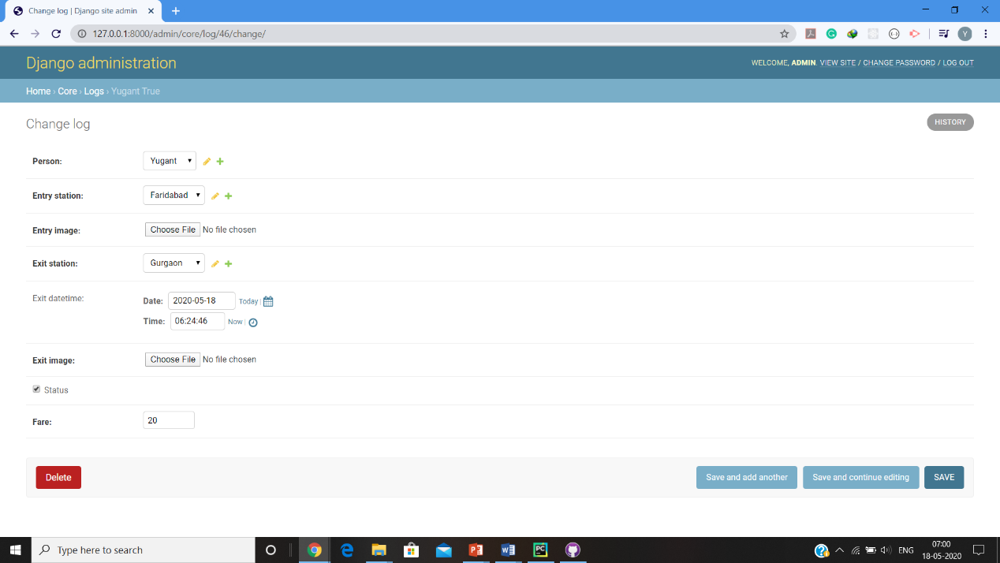 Change log | Django site admin
127.0.0.1:8000/admin/core/log/46/change/
Y
Django administration
WELCOME, ADMIN. VIEW SITE / CHANGE PASSWORD / LOG OUT
Home › Core › Logs › Yugant True
Change log
HISTORY
Person: Yugant
Entry station: Faridabad
Entry image: Choose File No file chosen
Exit station: Gurgaon
Exit datetime: Date: 2020-05-18 Today |
Time: 06:24:46 Now |
Exit image: Choose File No file chosen
Status
Fare: 20
Delete Save and add another Save and continue editing SAVE
Type here to search
ENG
07:00
18-05-2020